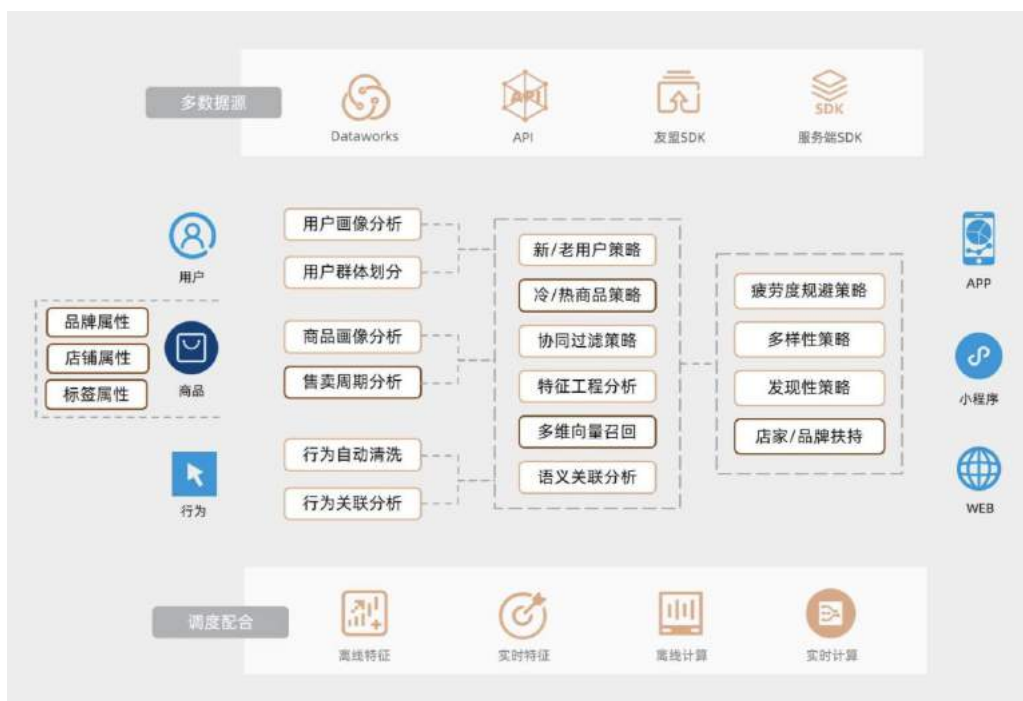 多数据源
Dataworks
API
API
友盟SDK
SDK
服务端SDK
用户
品牌属性
店铺属性
标签属性
商品
行为
用户画像分析
用户群体划分
商品画像分析
售卖周期分析
行为自动清洗
行为关联分析
新/老用户策略
冷/热商品策略
协同过滤策略
特征工程分析
多维向量召回
语义关联分析
疲劳度规避策略
多样性策略
发现性策略
店家/品牌扶持
APP
小程序
WEB
调度配合
离线特征
实时特征
离线计算
实时计算